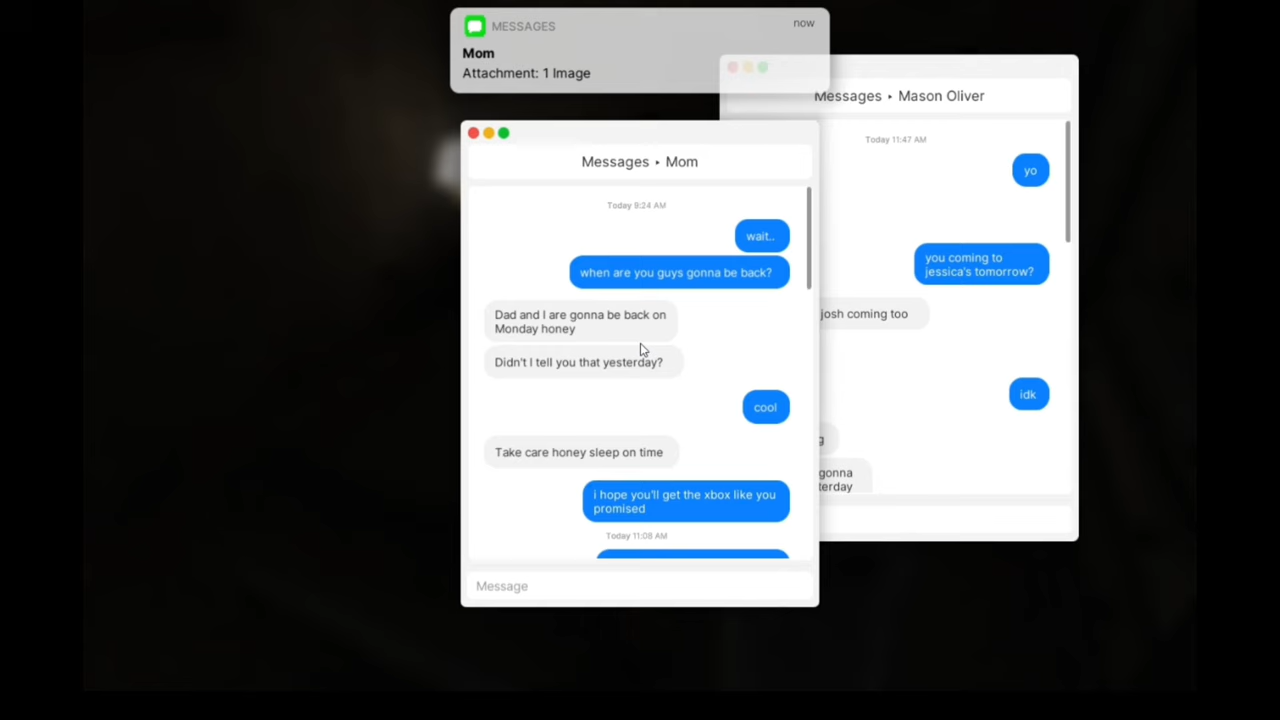 MESSAGES
now
Mom
Attachment: 1 Image
Messages ‣ Mason Oliver
Today 11:47 AM
yo
you coming to
jessica's tomorrow?
josh coming too
idk
g
gonna
terday
Messages ‣ Mom
Today 9:24 AM
wait..
when are you guys gonna be back?
Dad and I are gonna be back on
Monday honey
Didn't I tell you that yesterday?
cool
Take care honey sleep on time
i hope you'll get the xbox like you
promised
Today 11:08 AM
Message